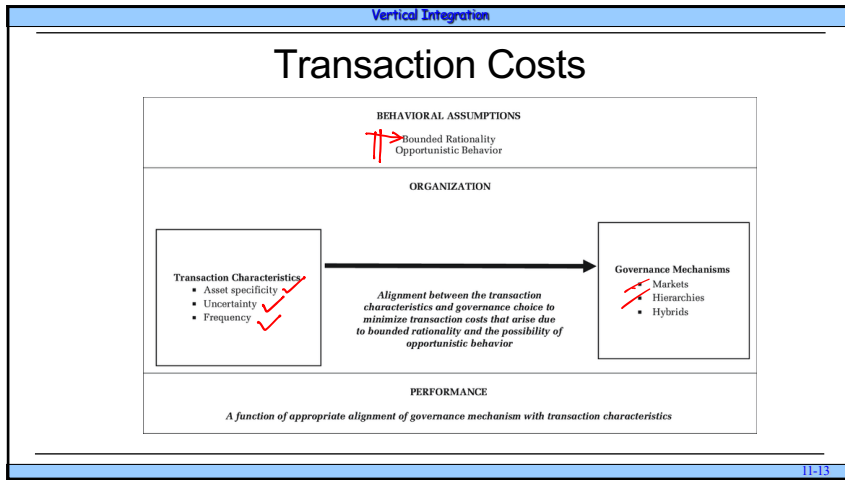 Vertical Integration
Transaction Costs
BEHAVIORAL ASSUMPTIONS
Bounded Rationality
Opportunistic Behavior
ORGANIZATION
Transaction Characteristics
▪ Asset specificity
▪ Uncertainty
▪ Frequency
Alignment between the transaction
characteristics and governance choice to
minimize transaction costs that arise due
to bounded rationality and the possibility of
opportunistic behavior
Governance Mechanisms
▪ Markets
▪ Hierarchies
▪ Hybrids
PERFORMANCE
A function of appropriate alignment of governance mechanism with transaction characteristics
11-13